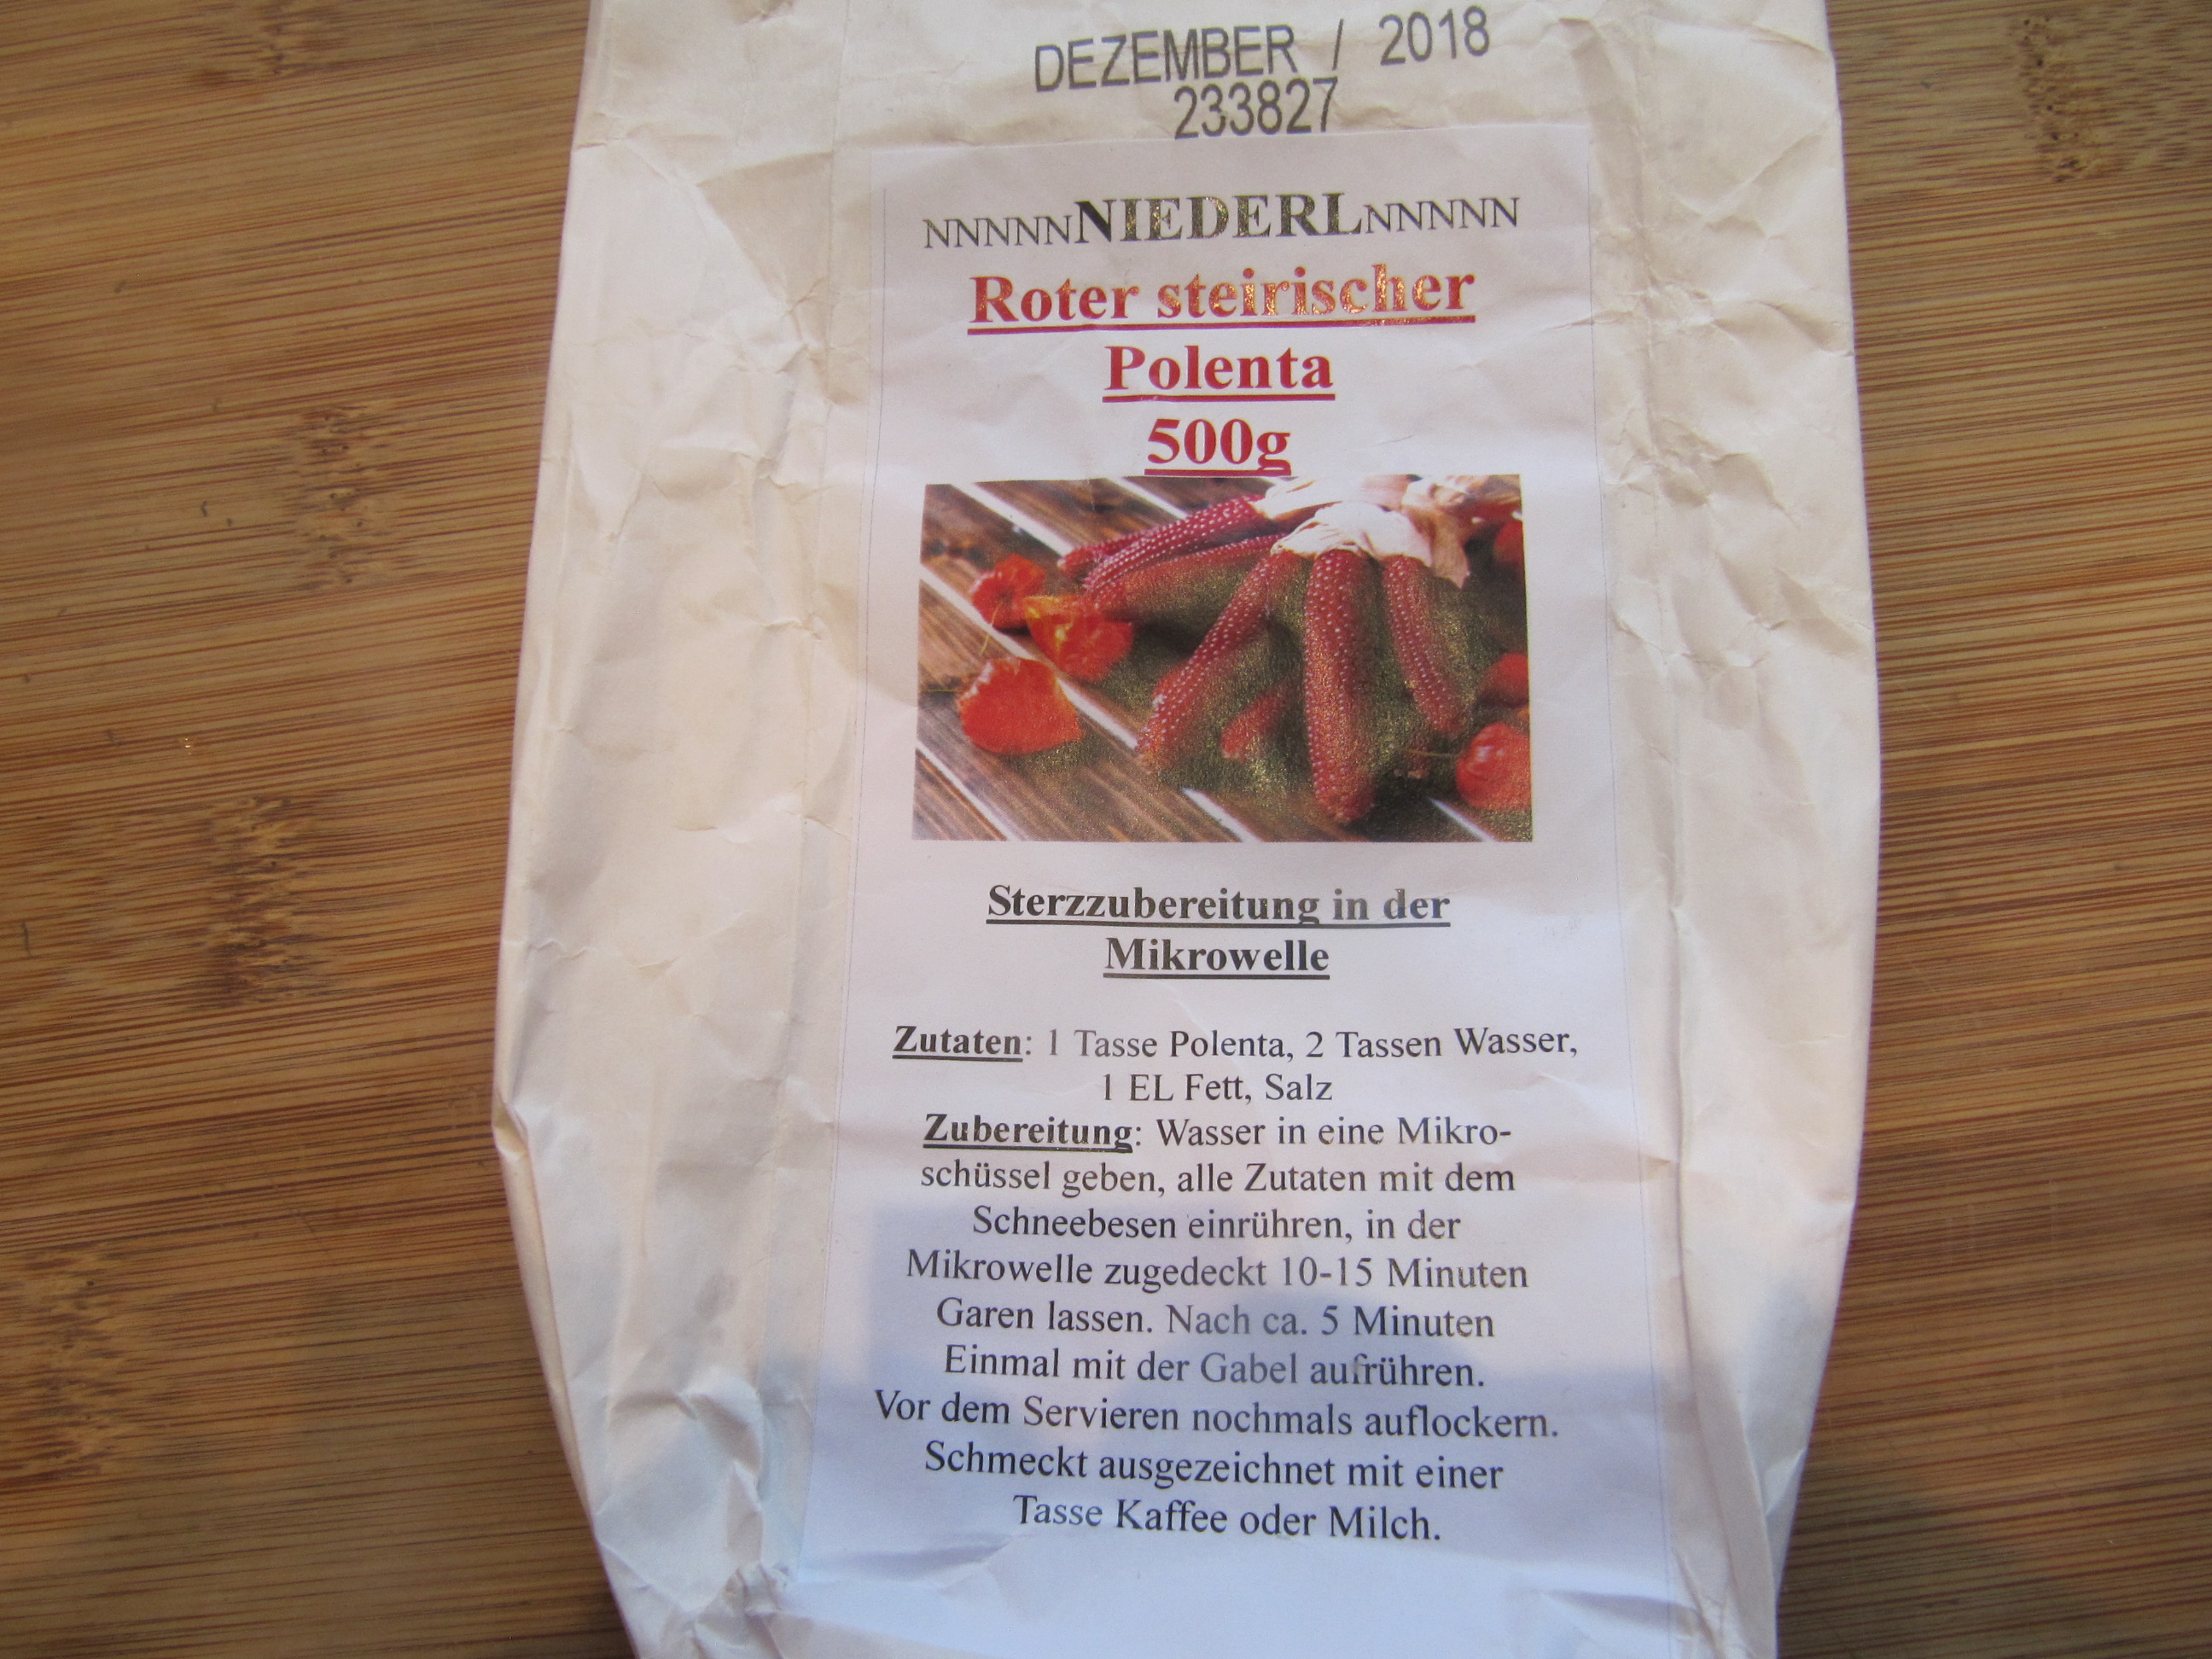 DEZEMBER / 2018
233827
NNNNNNIEDERLNNNNN
Roter steirischer
Polenta
500g
Sterzzubereitung in der
Mikrowelle
Zutaten: 1 Tasse Polenta, 2 Tassen Wasser,
1 EL Fett, Salz
Zubereitung: Wasser in eine Mikro-
schüssel geben, alle Zutaten mit dem
Schneebesen einrühren, in der
Mikrowelle zugedeckt 10-15 Minuten
Garen lassen. Nach ca. 5 Minuten
Einmal mit der Gabel aufrühren.
Vor dem Servieren nochmals auflockern.
Schmeckt ausgezeichnet mit einer
Tasse Kaffee oder Milch.